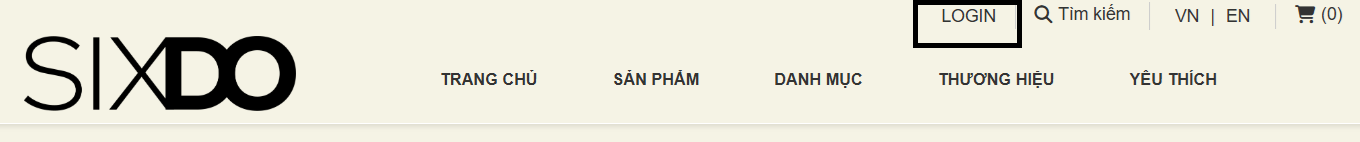 LOGIN Tìm kiếm VN | EN (0)
SIXDO
TRANG CHỦ SẢN PHẨM DANH MỤC THƯƠNG HIỆU YÊU THÍCH